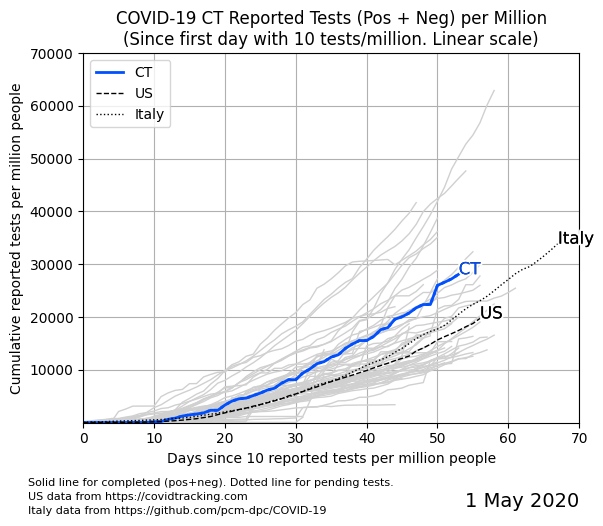 COVID-19 CT Reported Tests (Pos + Neg) per Million
(Since first day with 10 tests/million. Linear scale)
70000
60000
50000
40000
30000
20000
10000
Cumulative reported tests per million people
CT
US
Italy
Italy
CT
US
0 10 20 30 40 50 60 70
Days since 10 reported tests per million people
Solid line for completed (pos+neg). Dotted line for pending tests.
US data from https://covidtracking.com
Italy data from https://github.com/pcm-dpc/COVID-19
1 May 2020